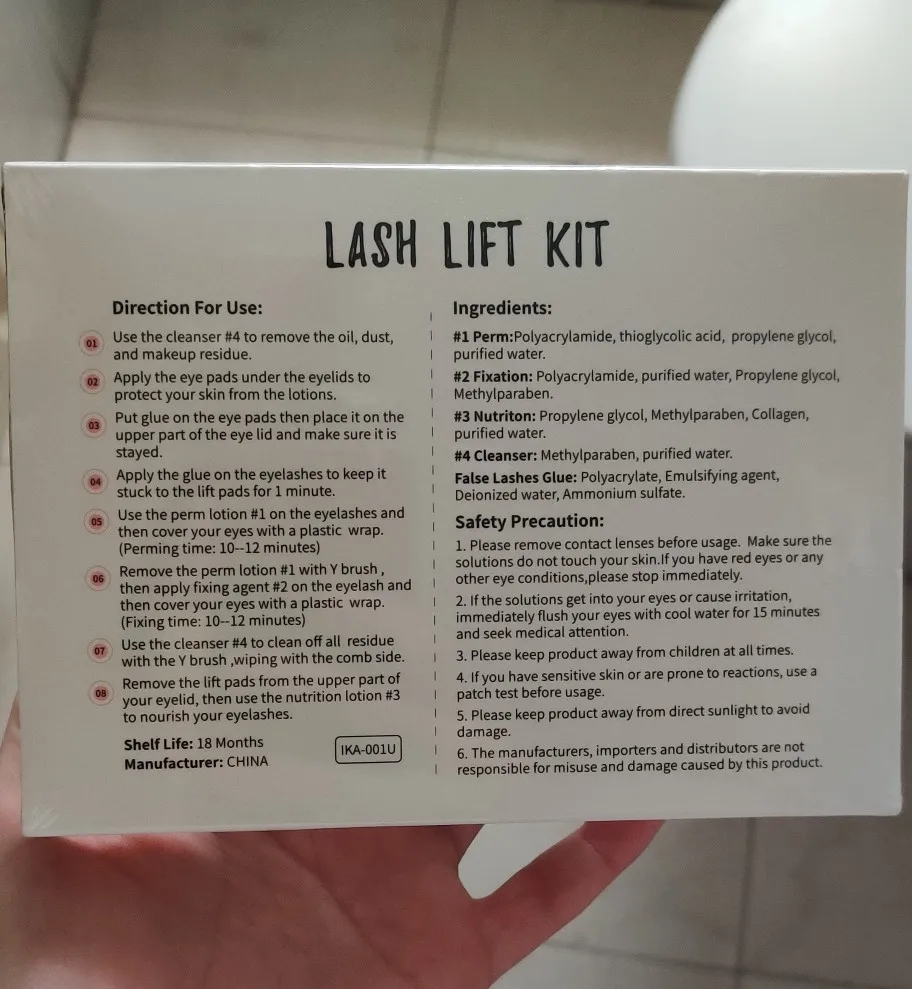 LASH LIFT KIT
Direction For Use:
01
Use the cleanser #4 to remove the oil, dust,
and makeup residue.
02
Apply the eye pads under the eyelids to
protect your skin from the lotions.
03
Put glue on the eye pads then place it on the
upper part of the eye lid and make sure it is
stayed.
04
Apply the glue on the eyelashes to keep it
stuck to the lift pads for 1 minute.
05
Use the perm lotion #1 on the eyelashes and
then cover your eyes with a plastic wrap.
(Perming time: 10--12 minutes)
06
Remove the perm lotion #1 with Y brush ,
then apply fixing agent #2 on the eyelash and
then cover your eyes with a plastic wrap.
(Fixing time: 10--12 minutes)
07
Use the cleanser #4 to clean off all residue
with the Y brush ,wiping with the comb side.
08
Remove the lift pads from the upper part of
your eyelid, then use the nutrition lotion #3
to nourish your eyelashes.
Shelf Life: 18 Months
Manufacturer: CHINA
IKA-001U
Ingredients:
#1 Perm:Polyacrylamide, thioglycolic acid, propylene glycol,
purified water.
#2 Fixation: Polyacrylamide, purified water, Propylene glycol,
Methylparaben.
#3 Nutriton: Propylene glycol, Methylparaben, Collagen,
purified water.
#4 Cleanser: Methylparaben, purified water.
False Lashes Glue: Polyacrylate, Emulsifying agent,
Deionized water, Ammonium sulfate.
Safety Precaution:
1. Please remove contact lenses before usage. Make sure the
solutions do not touch your skin.If you have red eyes or any
other eye conditions,please stop immediately.
2. If the solutions get into your eyes or cause irritation,
immediately flush your eyes with cool water for 15 minutes
and seek medical attention.
3. Please keep product away from children at all times.
4. If you have sensitive skin or are prone to reactions, use a
patch test before usage.
5. Please keep product away from direct sunlight to avoid
damage.
6. The manufacturers, importers and distributors are not
responsible for misuse and damage caused by this product.